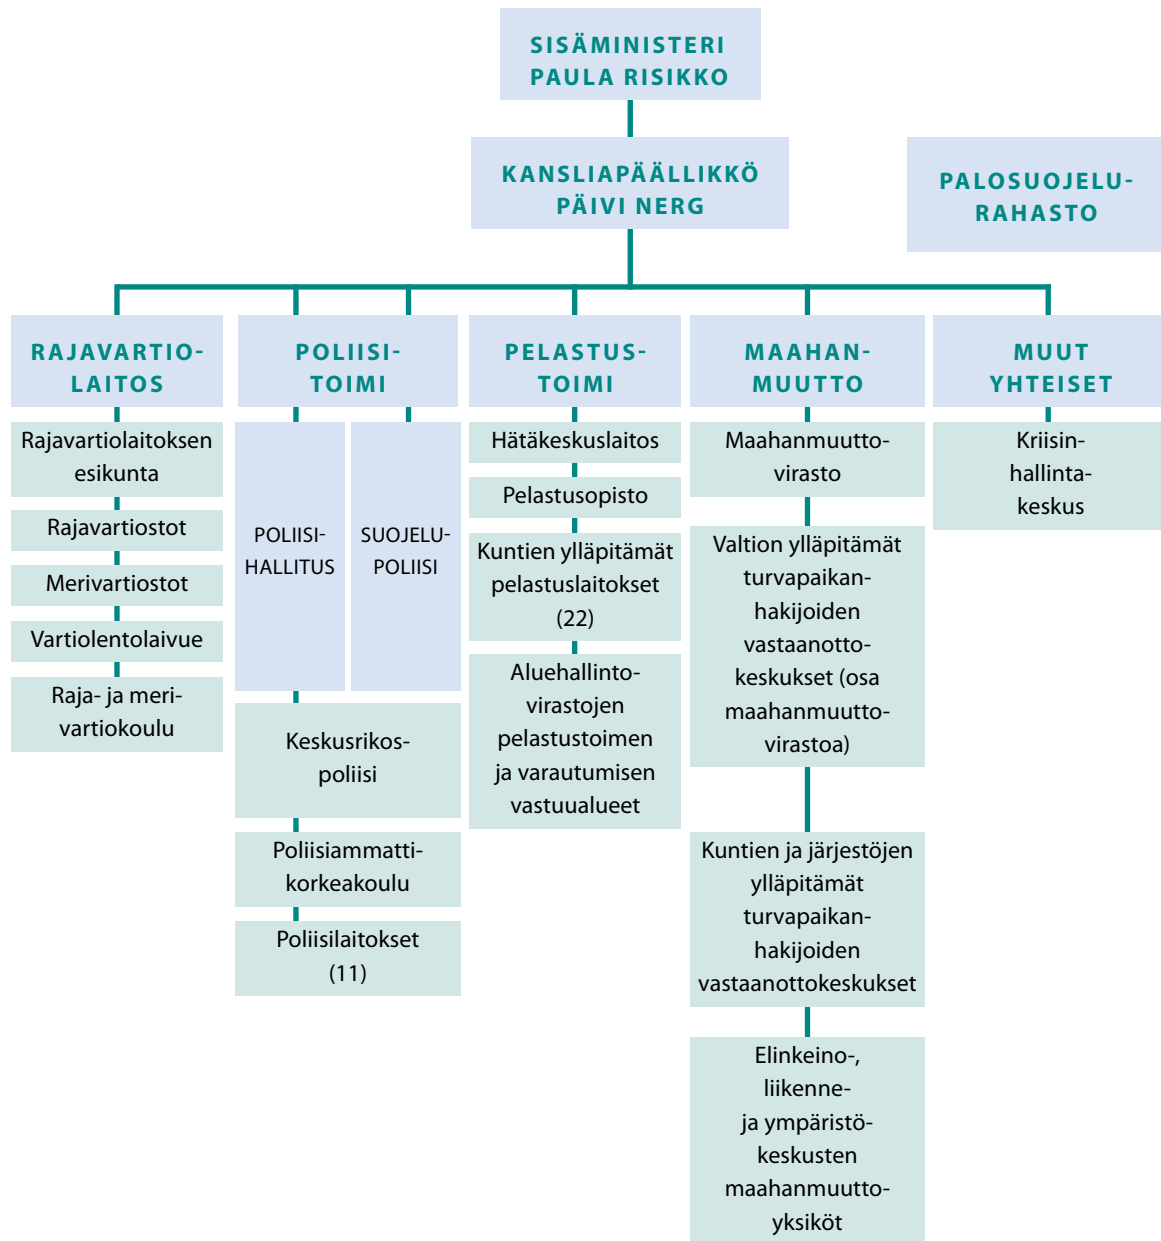 SISÄMINISTERI
PAULA RISIKKO
KANSLIAPÄÄLLIKKÖ
PÄIVI NERG
PALOSUOJELU-
RAHASTO
RAJAVARTIO-
LAITOS
Rajavartiolaitoksen
esikunta
Rajavartiostot
Merivartiostot
Vartiolentolaivue
Raja- ja meri-
vartiokoulu
POLIISI-
TOIMI
POLIISI-
HALLITUS
SUOJELU-
POLIISI
Keskusrikos-
poliisi
Poliisiammatti-
korkeakoulu
Poliisilaitokset
(11)
PELASTUS-
TOIMI
Hätäkeskuslaitos
Pelastusopisto
Kuntien ylläpitämät
pelastuslaitokset
(22)
Aluehallinto-
virastojen
pelastustoimen
ja varautumisen
vastuualueet
MAAHAN-
MUUTTO
Maahanmuutto-
virasto
Valtion ylläpitämät
turvapaikan-
hakijoiden
vastaanotto-
keskukset (osa
maahanmuutto-
virastoa)
Kuntien ja järjestöjen
ylläpitämät
turvapaikan-
hakijoiden
vastaanottokeskukset
Elinkeino-,
liikenne-
ja ympäristö-
keskusten
maahanmuutto-
yksiköt
MUUT
YHTEISET
Kriisin-
hallinta-
keskus